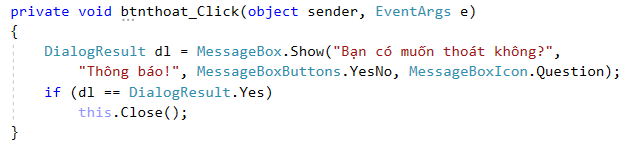 private void btnthoat_Click(object sender, EventArgs e)
{
    DialogResult dl = MessageBox.Show("Bạn có muốn thoát không?",
        "Thông báo!", MessageBoxButtons.YesNo, MessageBoxIcon.Question);
    if (dl == DialogResult.Yes)
        this.Close();
}